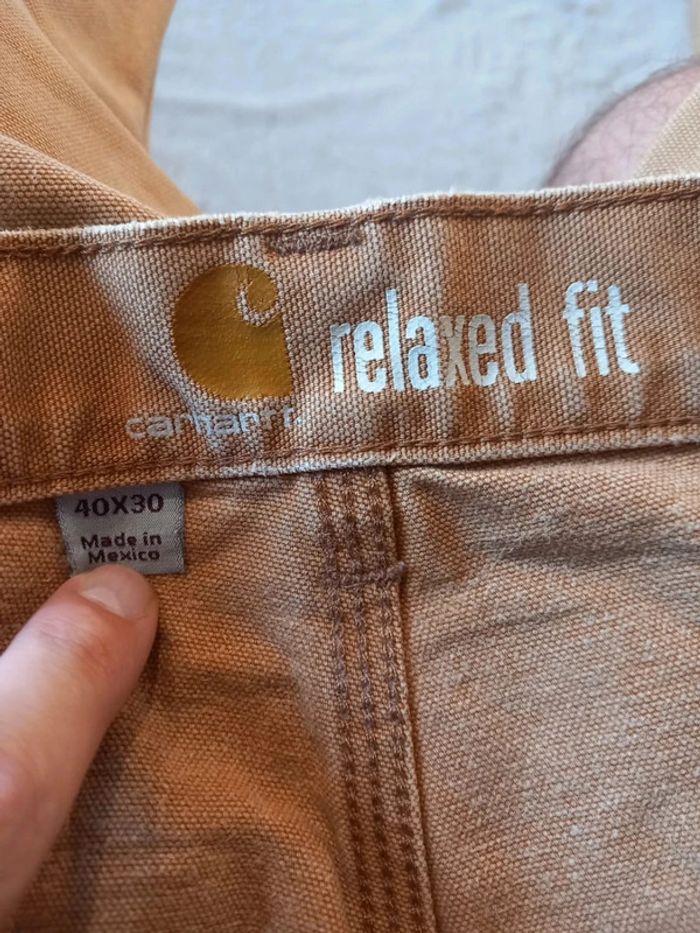 relaxed fit
carhartt.
40X30
Made in
Mexico